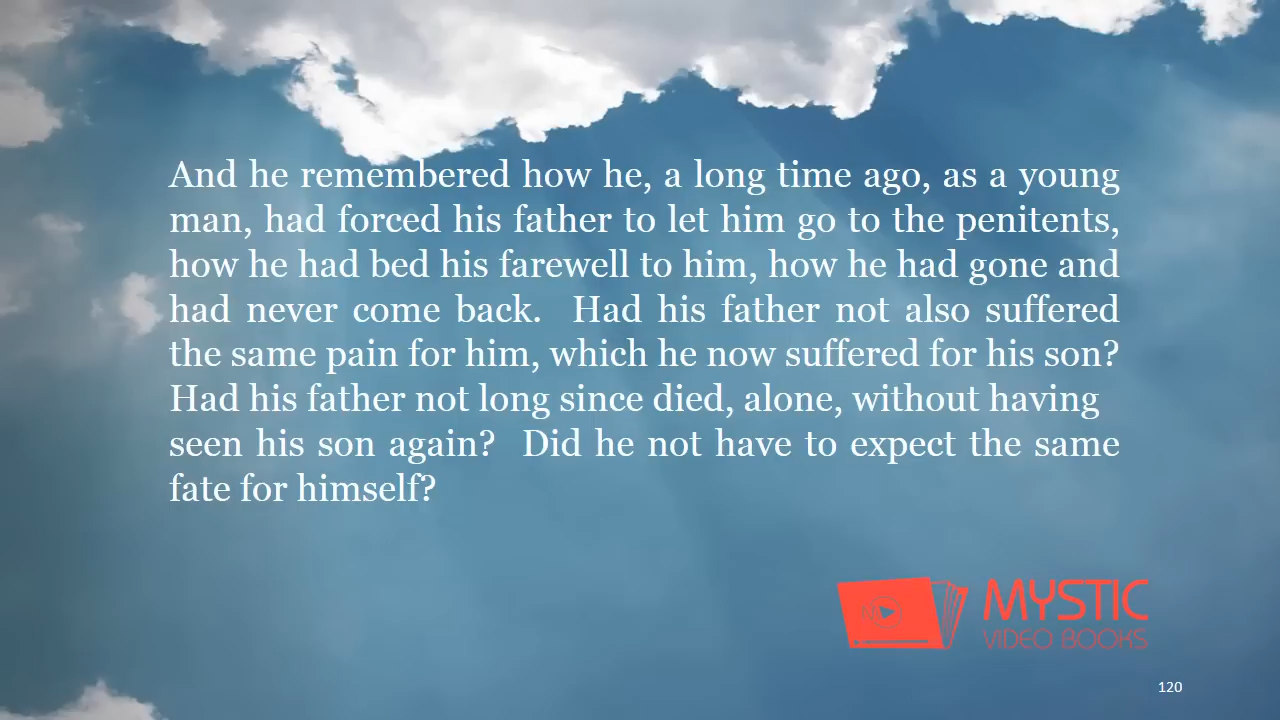 And he remembered how he, a long time ago, as a young
man, had forced his father to let him go to the penitents,
how he had bed his farewell to him, how he had gone and
had never come back. Had his father not also suffered
the same pain for him, which he now suffered for his son?
Had his father not long since died, alone, without having
seen his son again? Did he not have to expect the same
fate for himself?
MYSTIC
VIDEO BOOKS
120